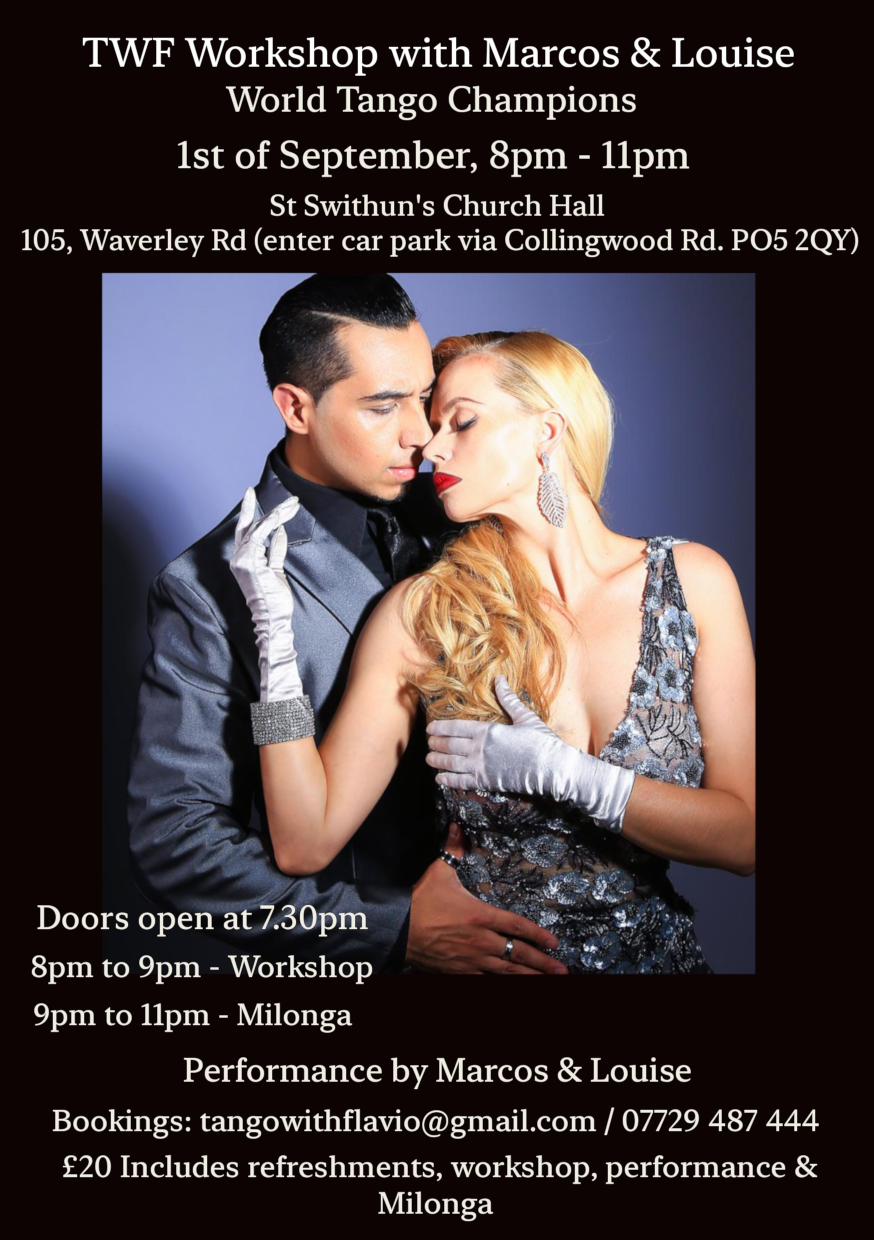 TWF Workshop with Marcos & Louise
World Tango Champions
1st of September, 8pm - 11pm
St Swithun's Church Hall
105, Waverley Rd (enter car park via Collingwood Rd. PO5 2QY)
Doors open at 7.30pm
8pm to 9pm - Workshop
9pm to 11pm - Milonga
Performance by Marcos & Louise
Bookings: tangowithflavio@gmail.com / 07729 487 444
£20 Includes refreshments, workshop, performance &
Milonga